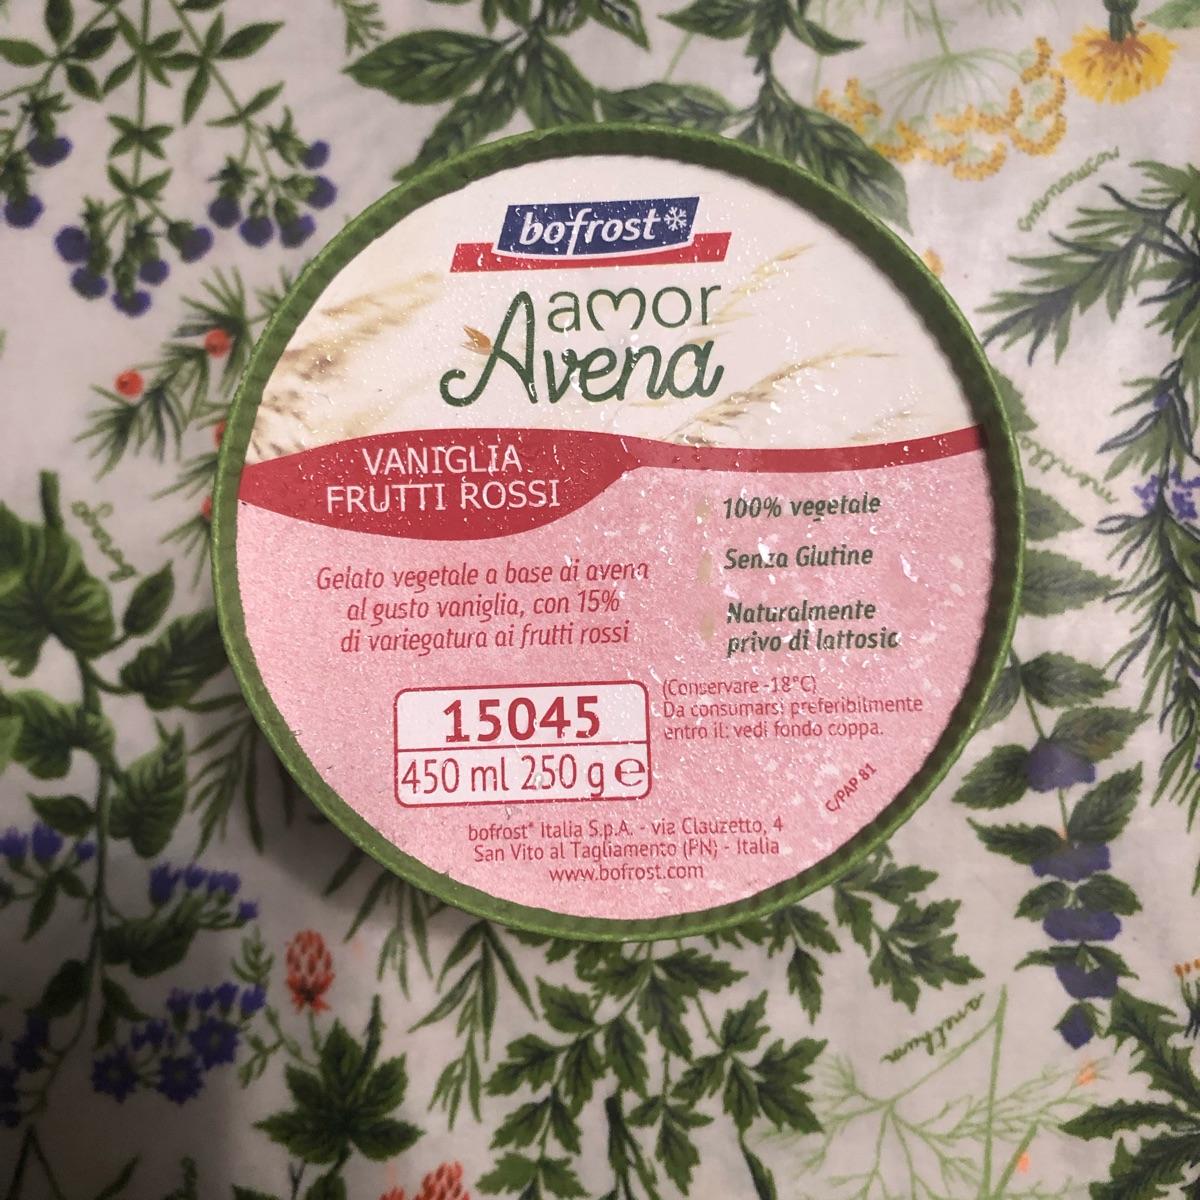 bofrost*
amor
Avena
VANIGLIA
FRUTTI ROSSI
100% vegetale
Senza Glutine
Naturalmente
privo di lattosio
Gelato vegetale a base di avena
al gusto vaniglia, con 15%
di variegatura ai frutti rossi
15045
450 ml 250 g ℮
(Conservare -18°C)
Da consumarsi preferibilmente
entro il: vedi fondo coppa.
C/PAP 81
bofrost* Italia S.p.A. - via Clauzetto, 4
San Vito al Tagliamento (PN) - Italia
www.bofrost.com
anethum